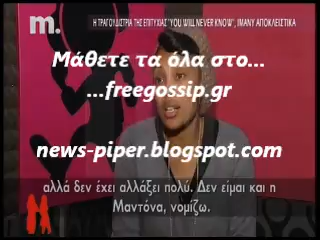 m.
Η ΤΡΑΓΟΥΔΙΣΤΡΙΑ ΤΗΣ ΕΠΙΤΥΧΙΑΣ "YOU WILL NEVER KNOW", IMANY ΑΠΟΚΛΕΙΣΤΙΚΑ
Μάθετε τα όλα στο...
...freegossip.gr
news-piper.blogspot.com
αλλά δεν έχει αλλάξει πολύ. Δεν είμαι και η
Μαντόνα, νομίζω.